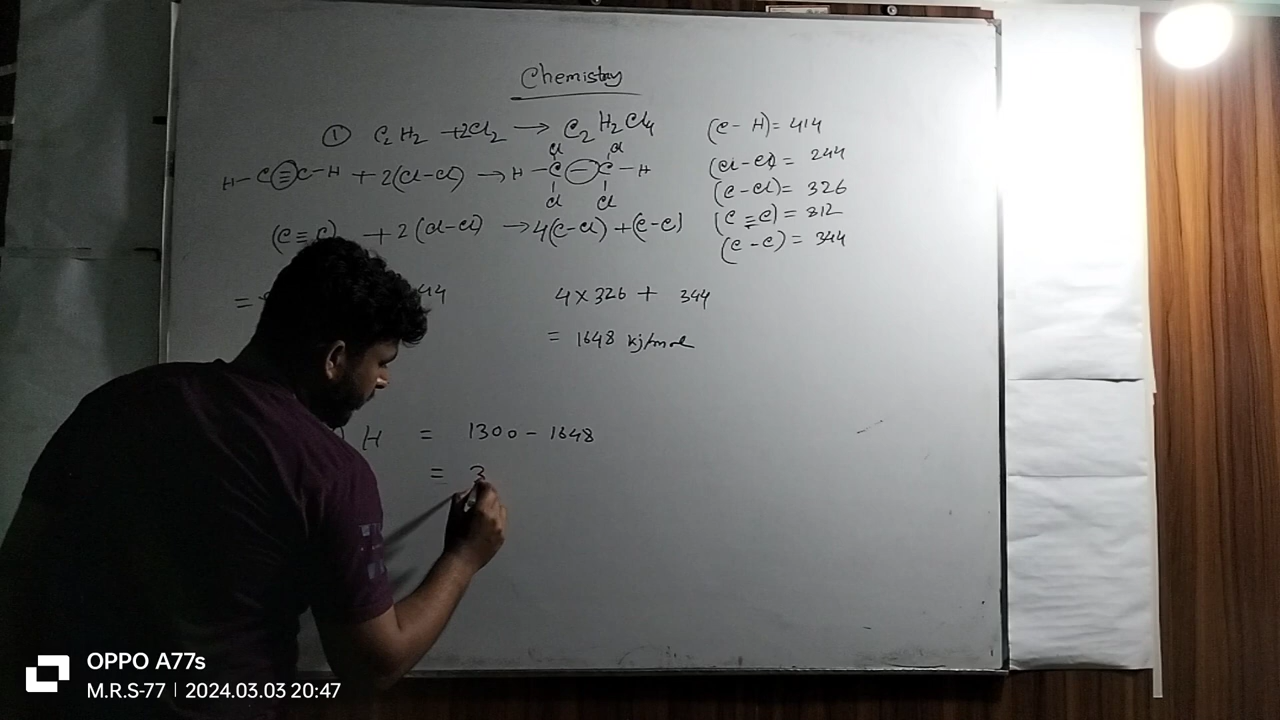 Chemistry
① C₂H₂ + 2Cl₂ → C₂H₂Cl₄
(C-H) = 414
Cl Cl
H-C≡C-H + 2(Cl-Cl) → H-C-C-H
(Cl-Cl) = 244
Cl Cl
(C-Cl) = 326
(C≡C) + 2(Cl-Cl) → 4(C-Cl) + (C-C)
(C≡C) = 812
(C-C) = 344
= 44
4×326 + 344
= 1648 kj/mol
H = 1300 - 1648
= 3
OPPO A77s
M.R.S-77 | 2024.03.03 20:47